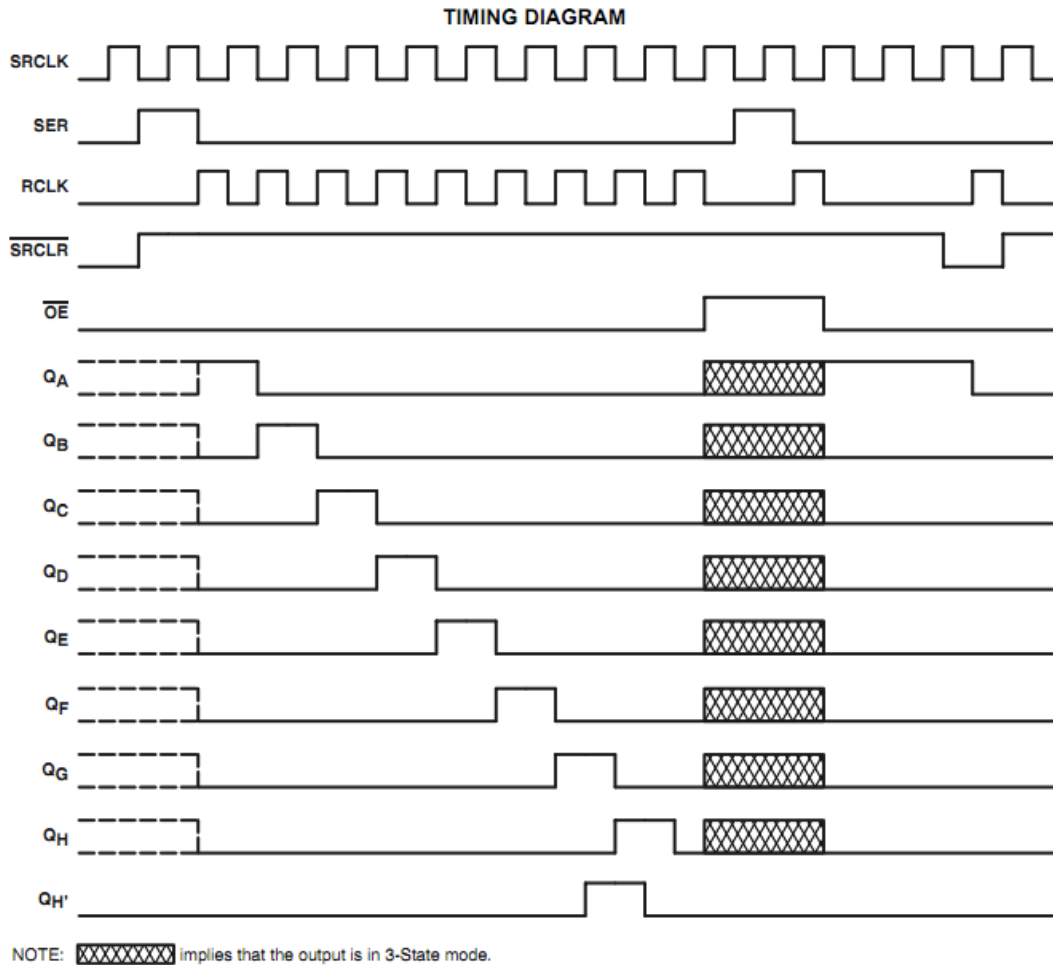 TIMING DIAGRAM
SRCLK
SER
RCLK
SRCLR
OE
QA
QB
QC
QD
QE
QF
QG
QH
QH'
NOTE: implies that the output is in 3-State mode.